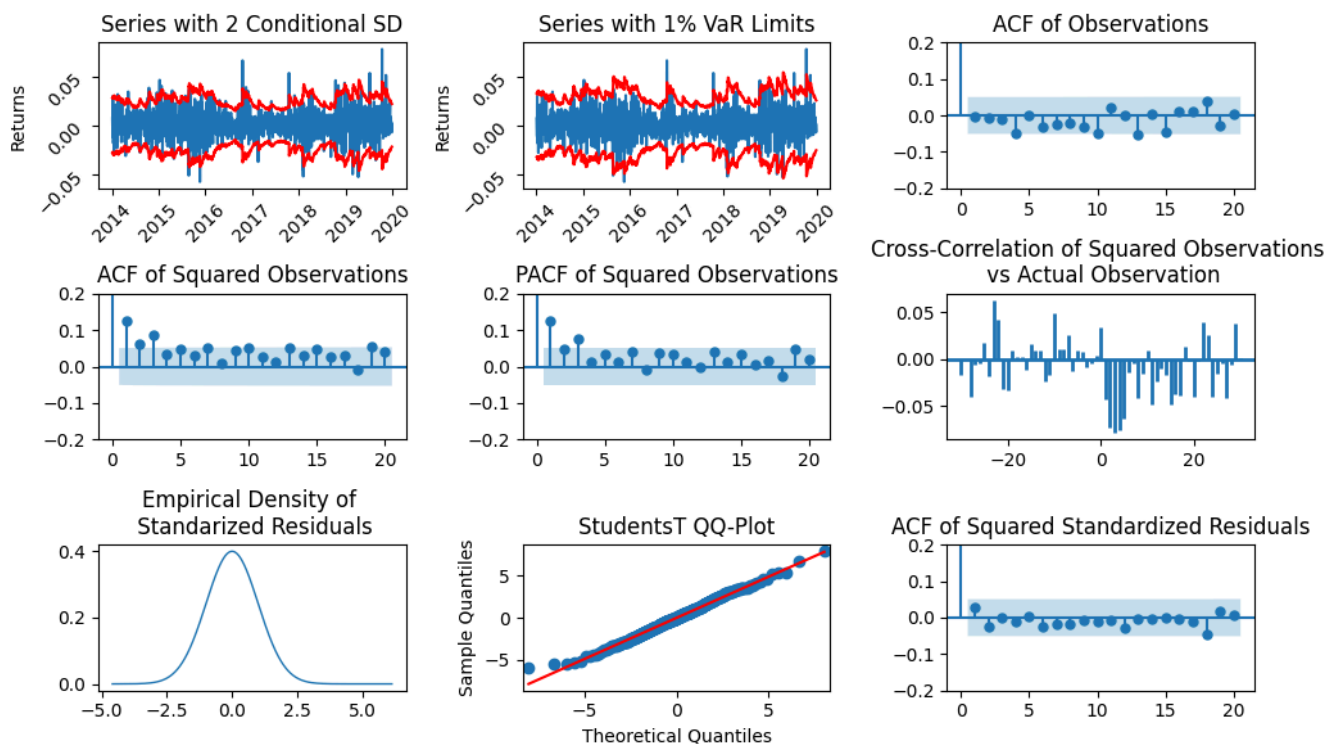 Series with 2 Conditional SD
Returns
0.05
0.00
−0.05
2014
2015
2016
2017
2018
2019
2020
Series with 1% VaR Limits
Returns
0.05
0.00
−0.05
2014
2015
2016
2017
2018
2019
2020
ACF of Observations
0.2
0.1
0.0
−0.1
−0.2
0 5 10 15 20
ACF of Squared Observations
0.2
0.1
0.0
−0.1
−0.2
0 5 10 15 20
PACF of Squared Observations
0.2
0.1
0.0
−0.1
−0.2
0 5 10 15 20
Cross-Correlation of Squared Observations
vs Actual Observation
0.05
0.00
−0.05
−20 0 20
Empirical Density of
Standarized Residuals
0.4
0.2
0.0
−5.0 −2.5 0.0 2.5 5.0
StudentsT QQ-Plot
Sample Quantiles
5
0
−5
−5 0 5
Theoretical Quantiles
ACF of Squared Standardized Residuals
0.2
0.1
0.0
−0.1
−0.2
0 5 10 15 20